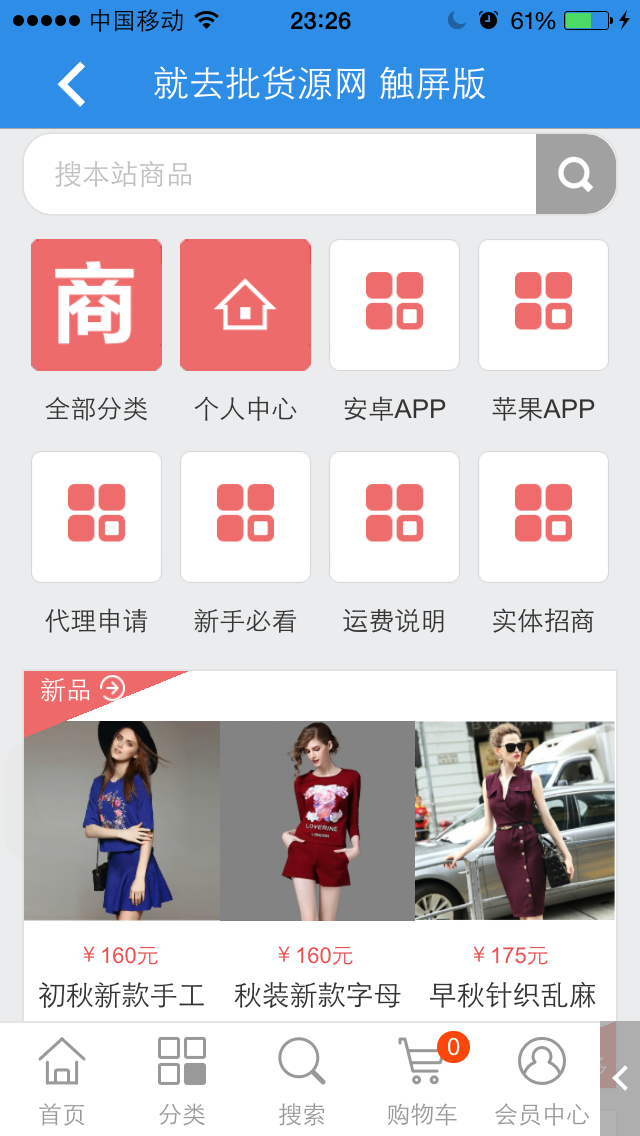 中国移动 23:26 61%
就去批货源网 触屏版
搜本站商品
商
全部分类 个人中心 安卓APP 苹果APP
代理申请 新手必看 运费说明 实体招商
新品
LOVERINE
LONDON
¥160元 ¥160元 ¥175元
初秋新款手工 秋装新款字母 早秋针织乱麻
0
首页 分类 搜索 购物车 会员中心